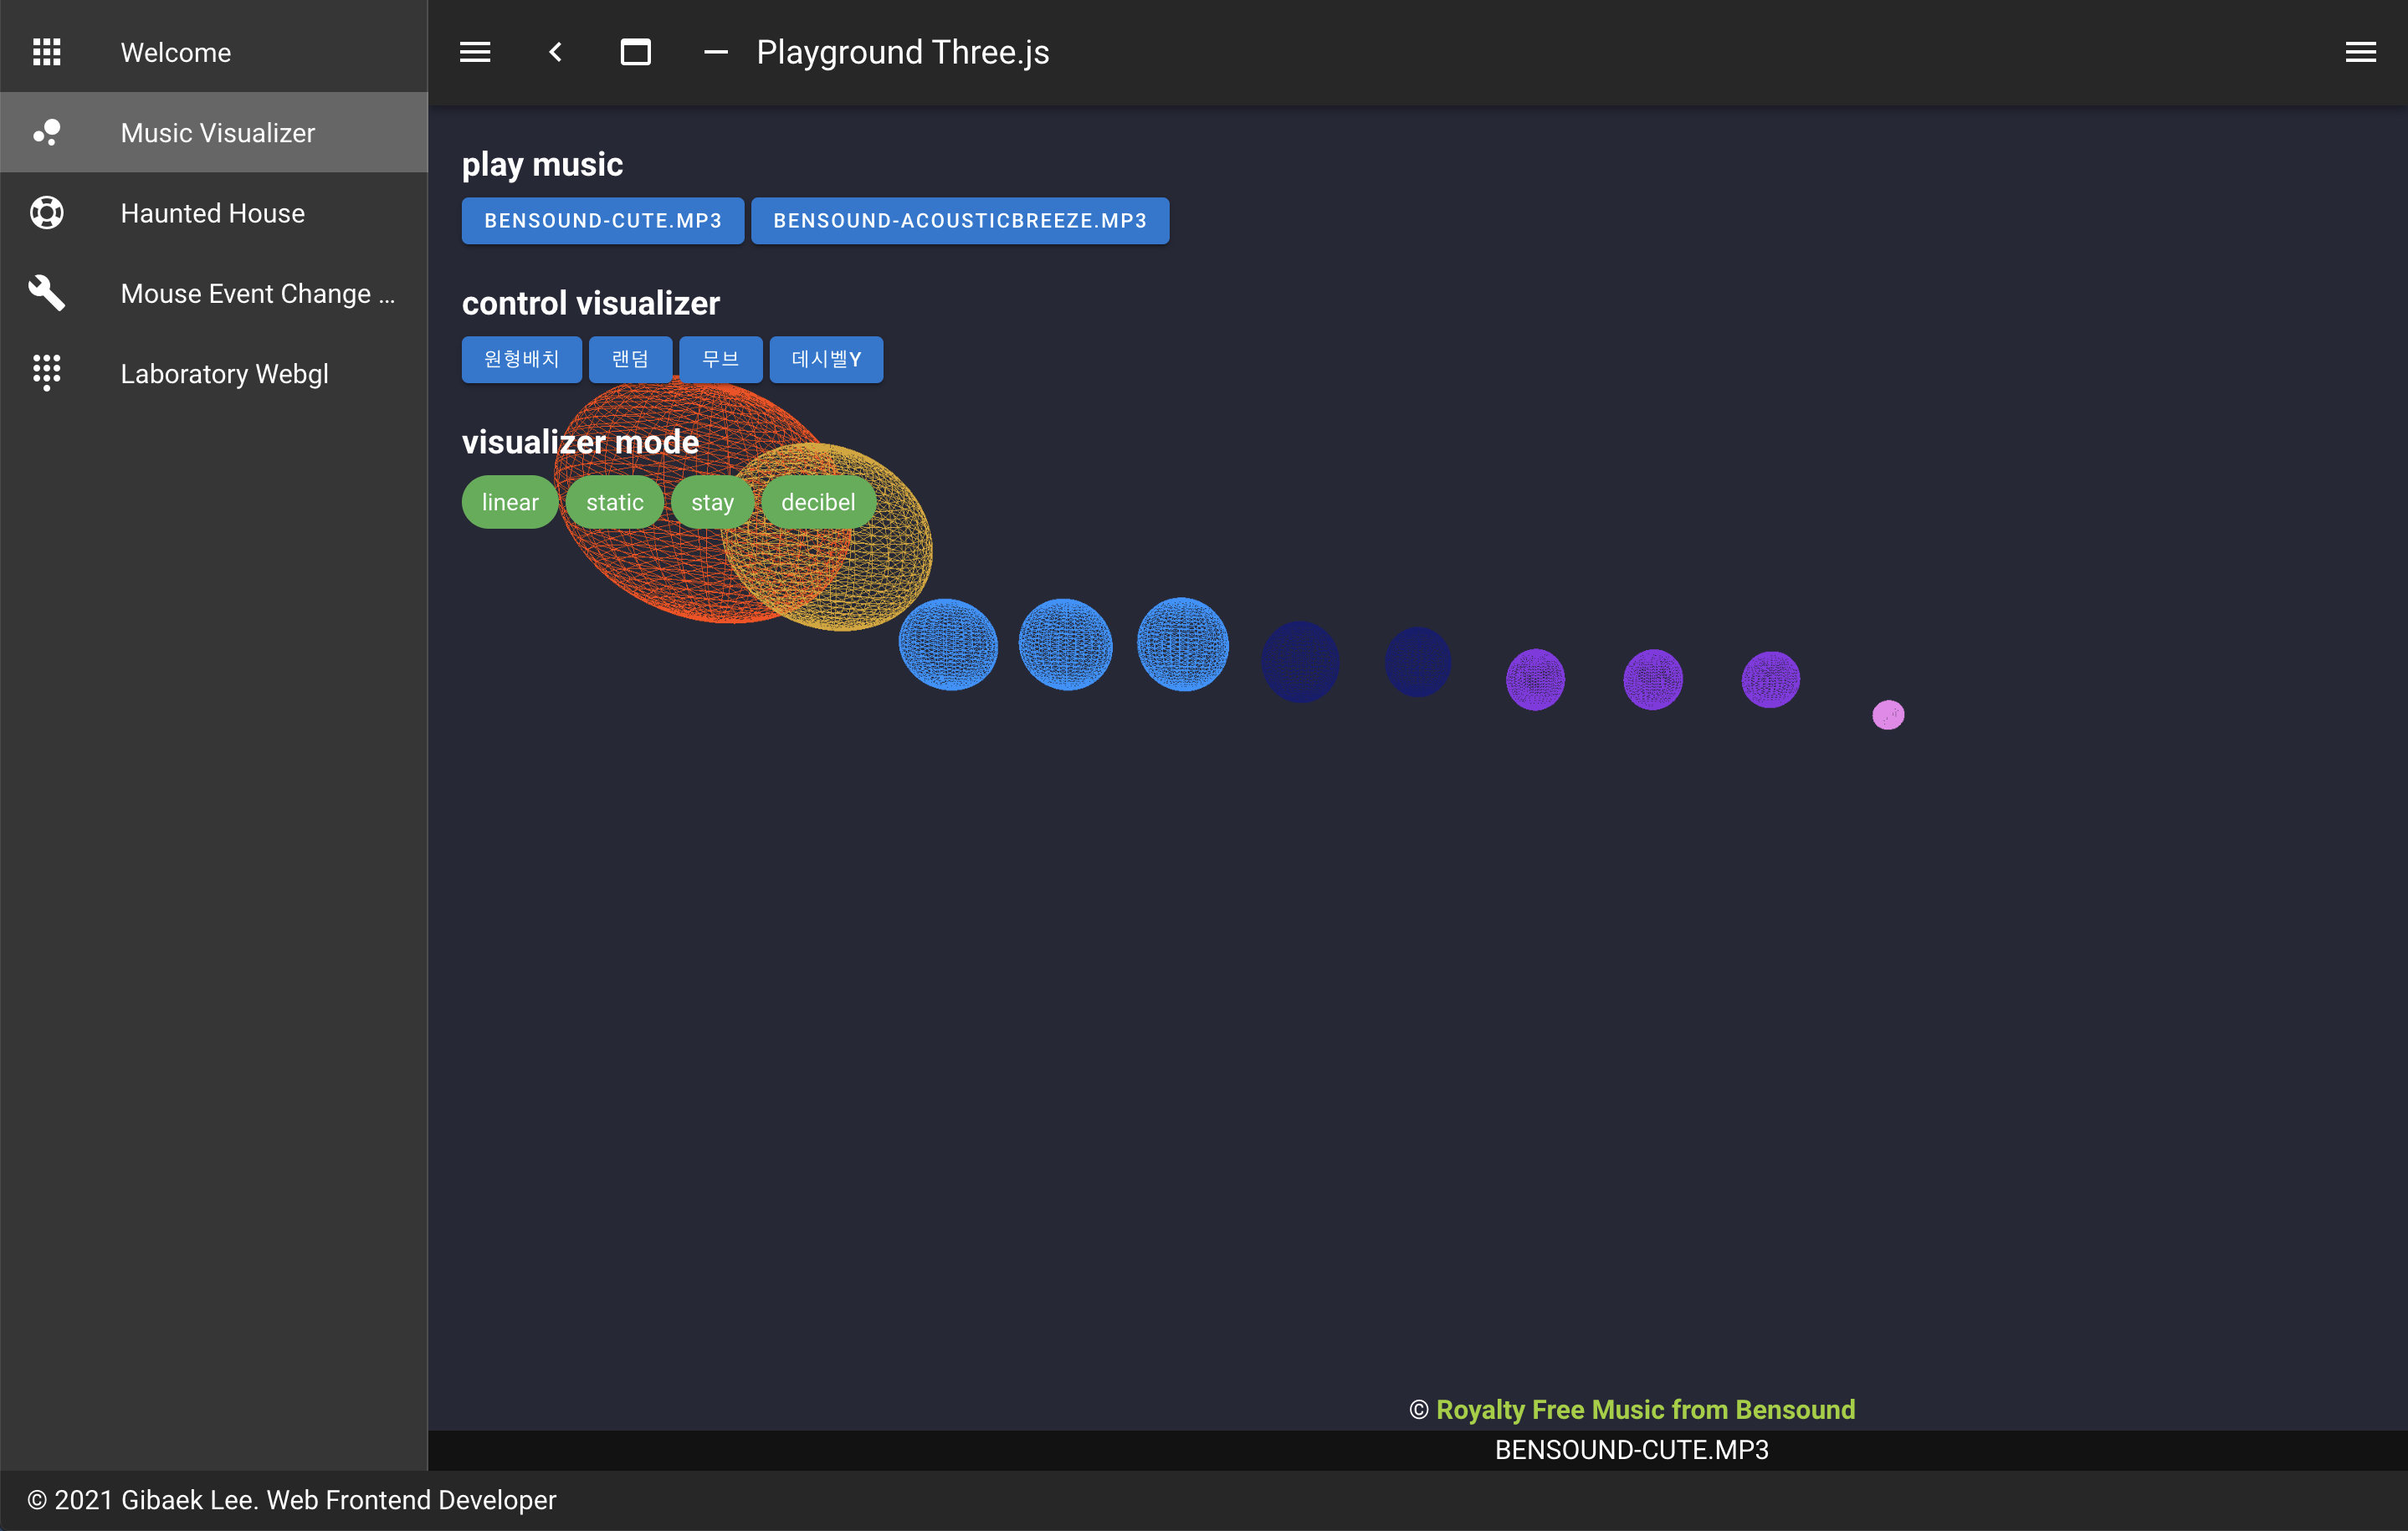 Welcome
Music Visualizer
Haunted House
Mouse Event Change ...
Laboratory Webgl
Playground Three.js
play music
BENSOUND-CUTE.MP3 BENSOUND-ACOUSTICBREEZE.MP3
control visualizer
원형배치 랜덤 무브 데시벨Y
visualizer mode
linear static stay decibel
© Royalty Free Music from Bensound
BENSOUND-CUTE.MP3
© 2021 Gibaek Lee. Web Frontend Developer